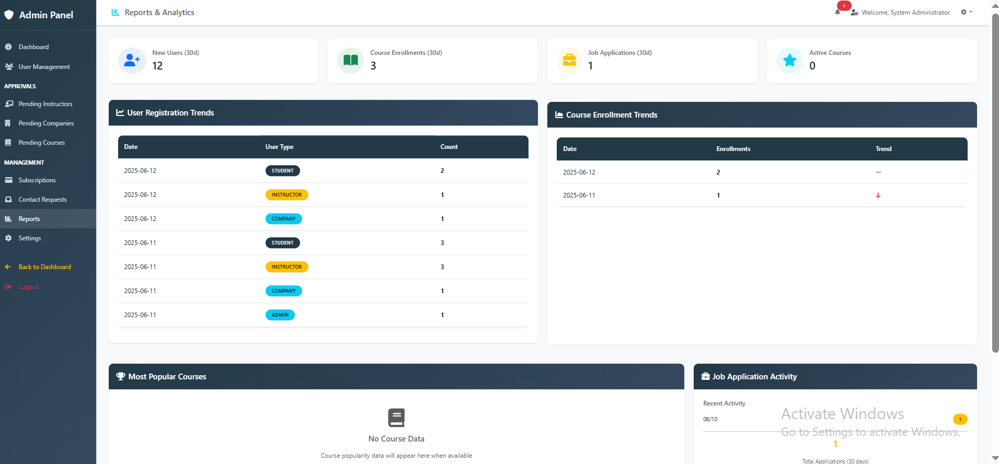 Admin Panel
Dashboard
User Management
APPROVALS
Pending Instructors
Pending Companies
Pending Courses
MANAGEMENT
Subscriptions
Contact Requests
Reports
Settings
Back to Dashboard
Logout
Reports & Analytics
1
Welcome, System Administrator
New Users (30d)
12
Course Enrollments (30d)
3
Job Applications (30d)
1
Active Courses
0
User Registration Trends
Date User Type Count
2025-06-12 STUDENT 2
2025-06-12 INSTRUCTOR 1
2025-06-12 COMPANY 1
2025-06-11 STUDENT 3
2025-06-11 INSTRUCTOR 3
2025-06-11 COMPANY 1
2025-06-11 ADMIN 1
Course Enrollment Trends
Date Enrollments Trend
2025-06-12 2 —
2025-06-11 1 ↓
Most Popular Courses
No Course Data
Course popularity data will appear here when available
Job Application Activity
Recent Activity
06/10 1
1
Total Applications (30 days)
Activate Windows
Go to Settings to activate Windows.